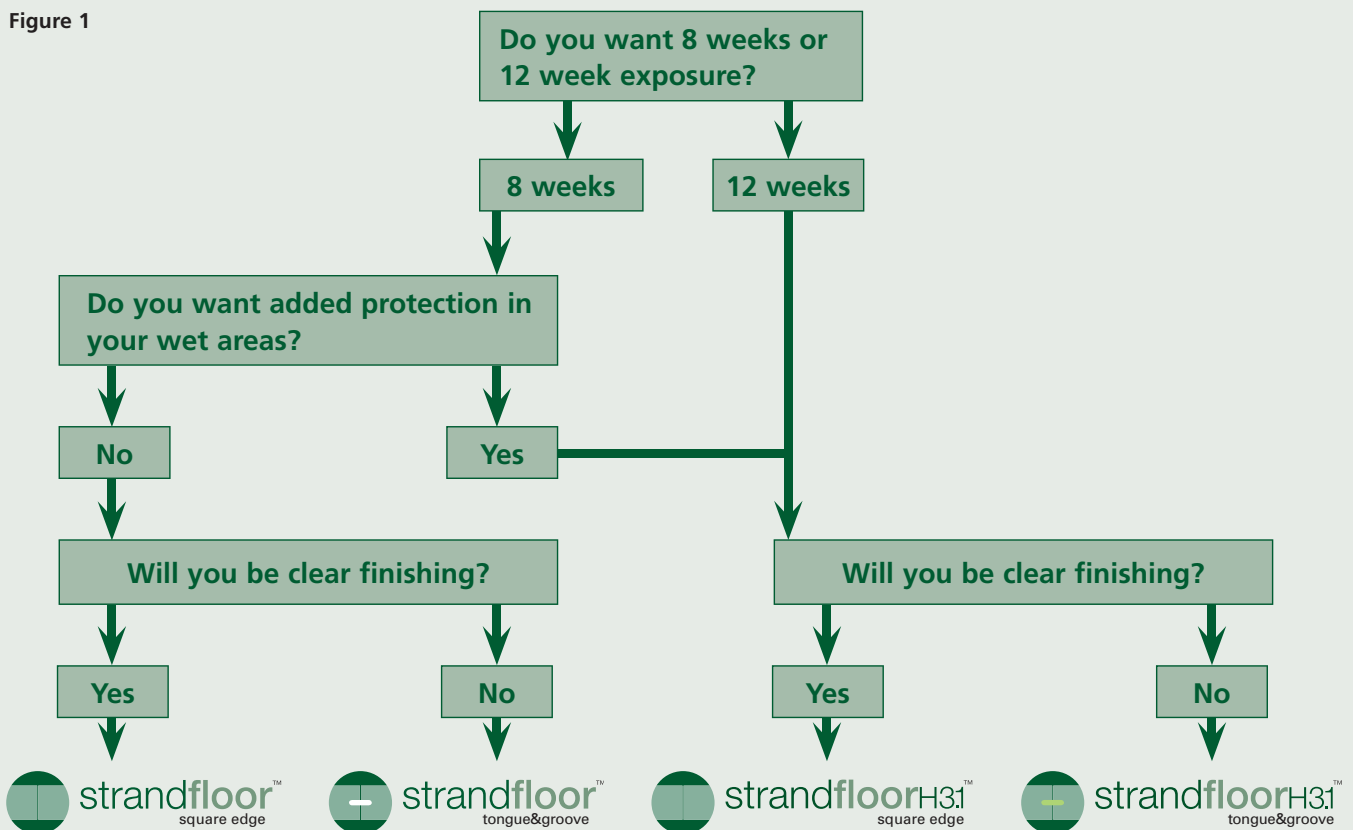 Figure 1
Do you want 8 weeks or
12 week exposure?
8 weeks
12 weeks
Do you want added protection in
your wet areas?
No
Yes
Will you be clear finishing?
Will you be clear finishing?
Yes
No
Yes
No
strandfloor™
square edge
strandfloor™
tongue&groove
strandfloorH3.1™
square edge
strandfloorH3.1™
tongue&groove